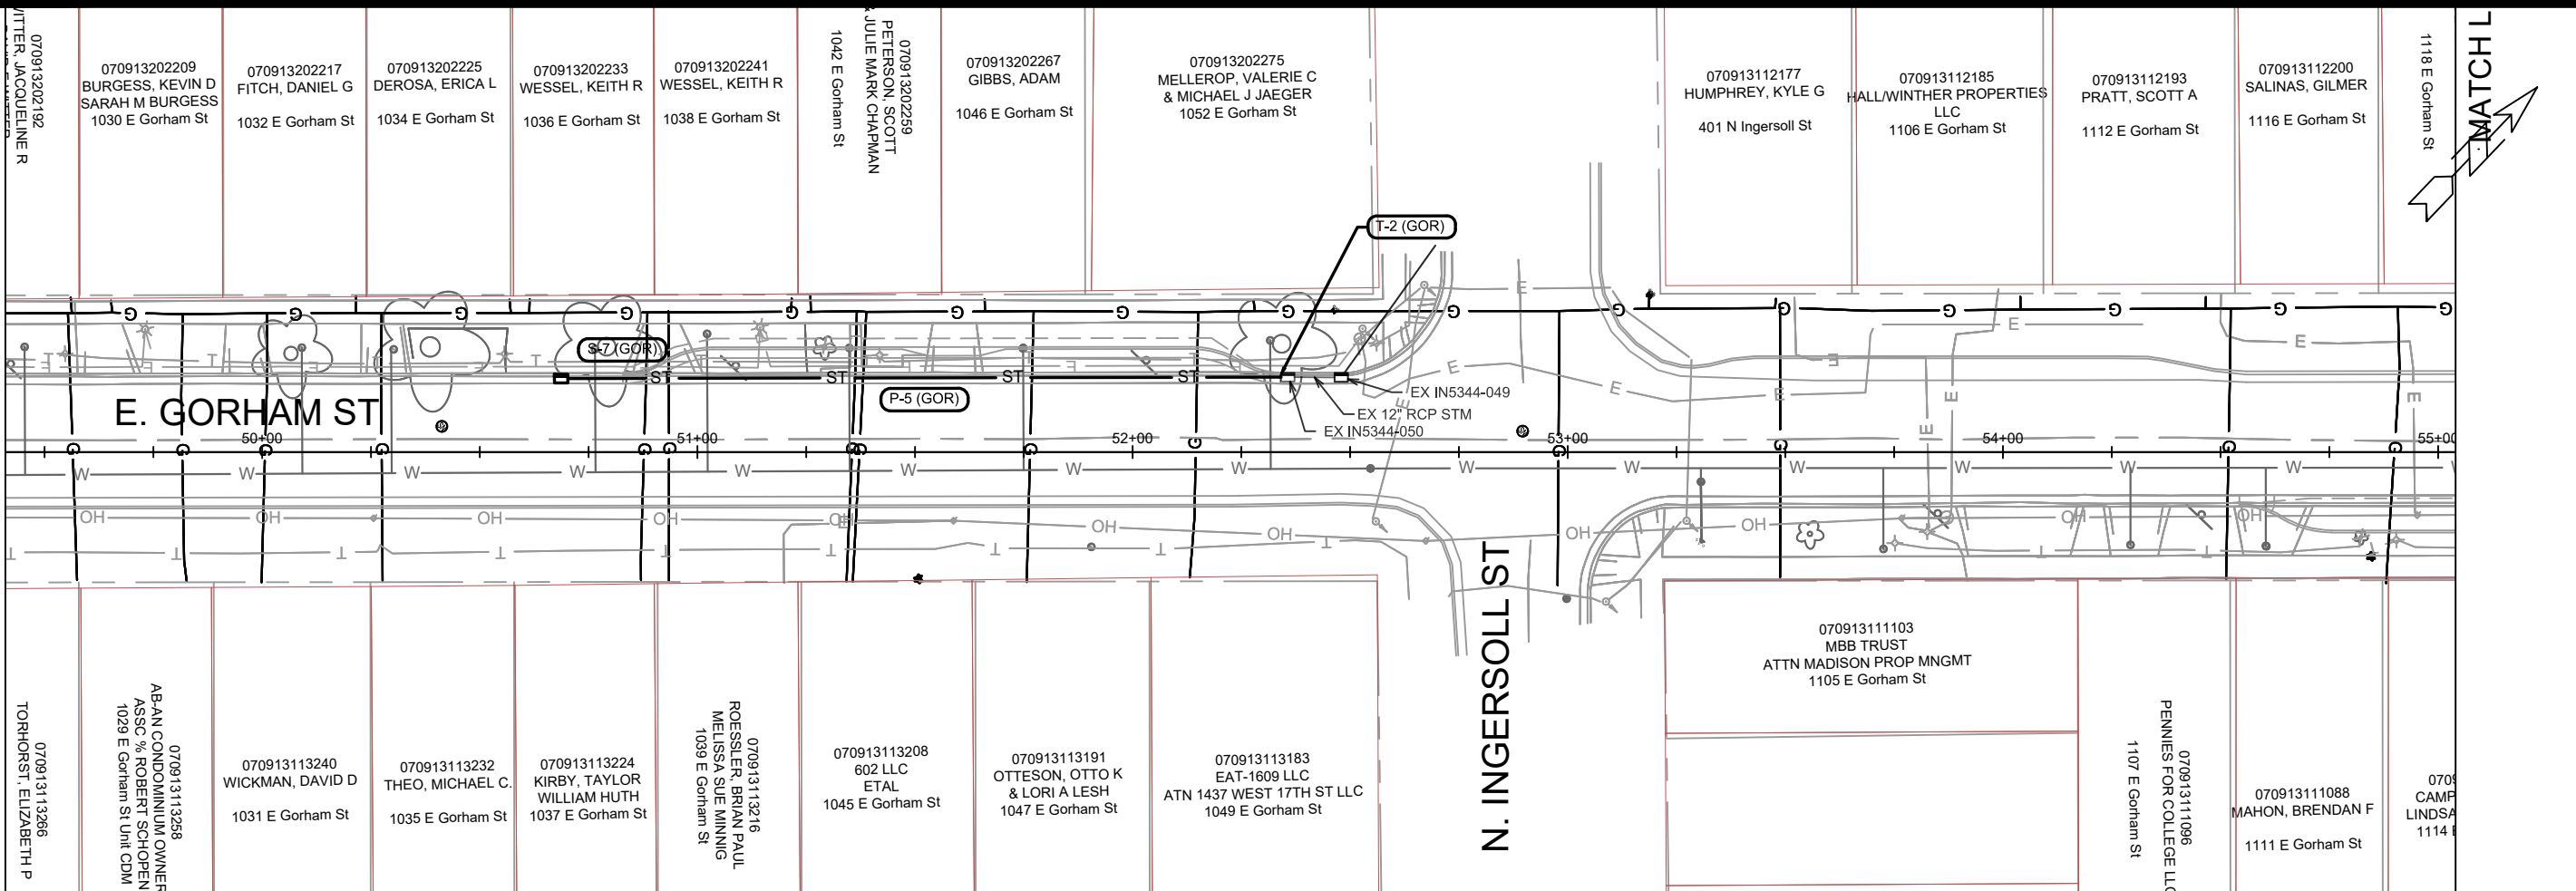 070913202192
WITTER, JACQUELINE R
070913202209
BURGESS, KEVIN D
SARAH M BURGESS
1030 E Gorham St
070913202217
FITCH, DANIEL G
1032 E Gorham St
070913202225
DEROSA, ERICA L
1034 E Gorham St
070913202233
WESSEL, KEITH R
1036 E Gorham St
070913202241
WESSEL, KEITH R
1038 E Gorham St
070913202259
PETERSON, SCOTT
& JULIE MARK CHAPMAN
1042 E Gorham St
070913202267
GIBBS, ADAM
1046 E Gorham St
070913202275
MELLEROP, VALERIE C
& MICHAEL J JAEGER
1052 E Gorham St
070913112177
HUMPHREY, KYLE G
401 N Ingersoll St
070913112185
HALL/WINTHER PROPERTIES
LLC
1106 E Gorham St
070913112193
PRATT, SCOTT A
1112 E Gorham St
070913112200
SALINAS, GILMER
1116 E Gorham St
1118 E Gorham St
MATCH L
T-2 (GOR)
S-7 (GOR)
P-5 (GOR)
ST ST ST ST
EX IN5344-049
EX 12" RCP STM
EX IN5344-050
E. GORHAM ST
50+00
51+00
52+00
53+00
54+00
55+00
N. INGERSOLL ST
070913113266
TORHORST, ELIZABETH P
070913113258
AB-AN CONDOMINIUM OWNER
ASSC % ROBERT SCHOPEN
1029 E Gorham St Unit CDM
070913113240
WICKMAN, DAVID D
1031 E Gorham St
070913113232
THEO, MICHAEL C.
1035 E Gorham St
070913113224
KIRBY, TAYLOR
WILLIAM HUTH
1037 E Gorham St
070913113216
ROESSLER, BRIAN PAUL
MELISSA SUE MINNIG
1039 E Gorham St
070913113208
602 LLC
ETAL
1045 E Gorham St
070913113191
OTTESON, OTTO K
& LORI A LESH
1047 E Gorham St
070913113183
EAT-1609 LLC
ATN 1437 WEST 17TH ST LLC
1049 E Gorham St
070913111103
MBB TRUST
ATTN MADISON PROP MNGMT
1105 E Gorham St
070913111096
PENNIES FOR COLLEGE LLC
1107 E Gorham St
070913111088
MAHON, BRENDAN F
1111 E Gorham St
0709
CAMP
LINDSA
1114 E